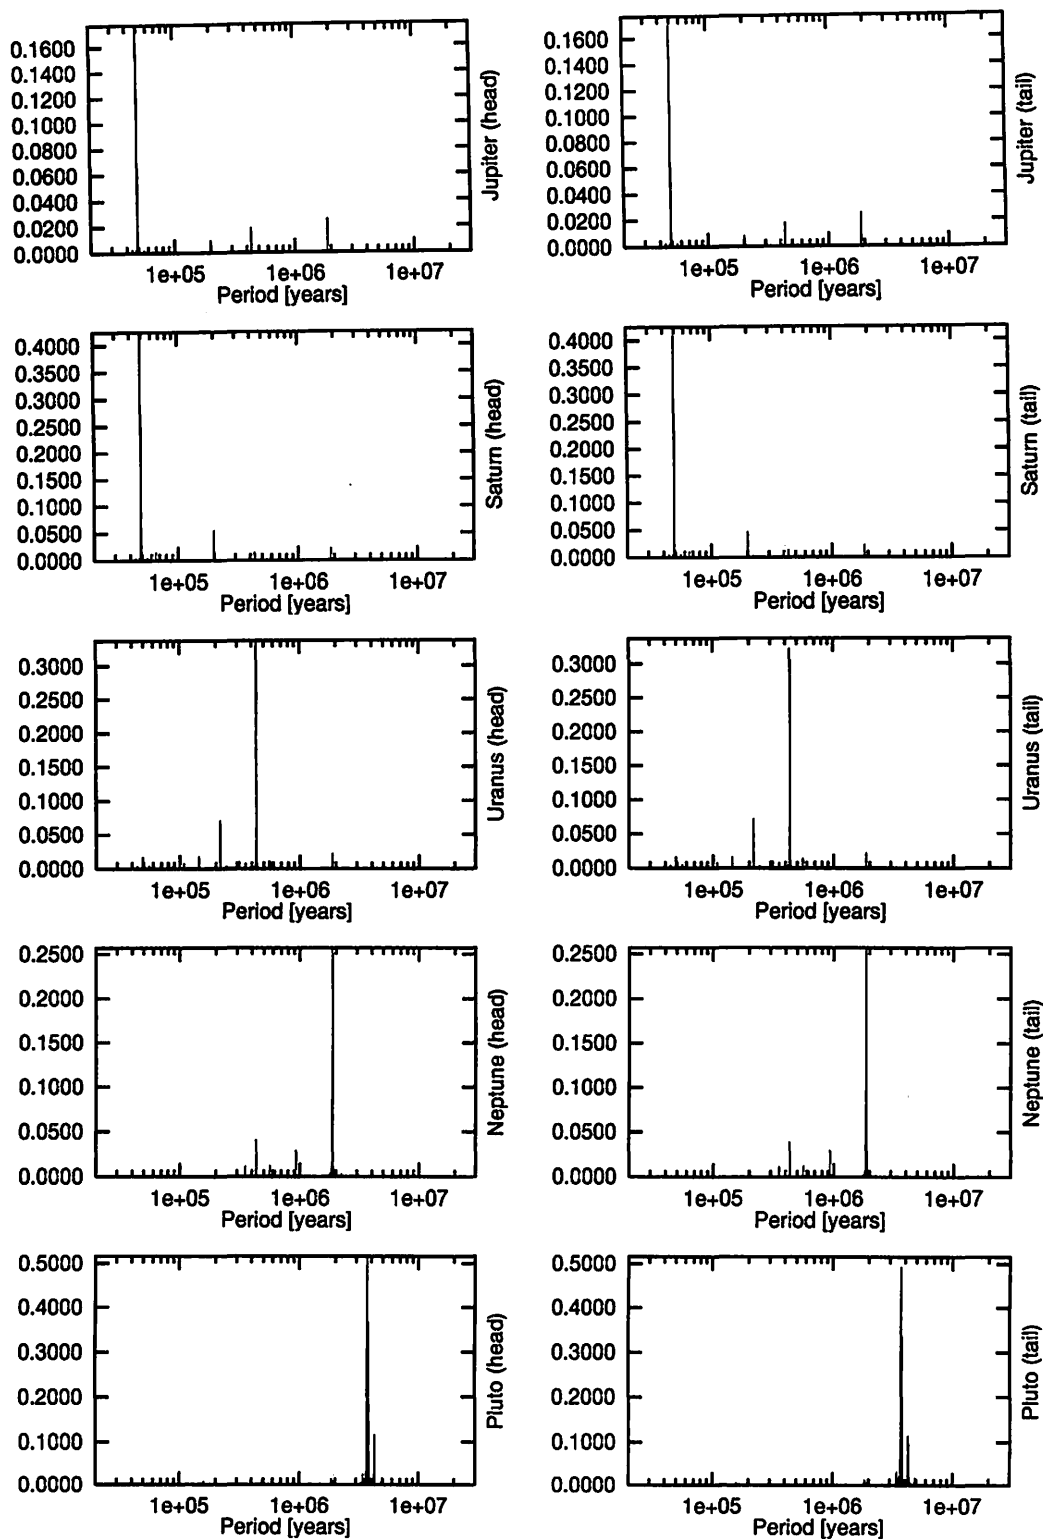 0.1600
0.1400
0.1200
0.1000
0.0800
0.0600
0.0400
0.0200
0.0000
1e+05 1e+06 1e+07
Period [years]
Jupiter (head)
0.1600
0.1400
0.1200
0.1000
0.0800
0.0600
0.0400
0.0200
0.0000
1e+05 1e+06 1e+07
Period [years]
Jupiter (tail)
0.4000
0.3500
0.3000
0.2500
0.2000
0.1500
0.1000
0.0500
0.0000
1e+05 1e+06 1e+07
Period [years]
Saturn (head)
0.4000
0.3500
0.3000
0.2500
0.2000
0.1500
0.1000
0.0500
0.0000
1e+05 1e+06 1e+07
Period [years]
Saturn (tail)
0.3000
0.2500
0.2000
0.1500
0.1000
0.0500
0.0000
1e+05 1e+06 1e+07
Period [years]
Uranus (head)
0.3000
0.2500
0.2000
0.1500
0.1000
0.0500
0.0000
1e+05 1e+06 1e+07
Period [years]
Uranus (tail)
0.2500
0.2000
0.1500
0.1000
0.0500
0.0000
1e+05 1e+06 1e+07
Period [years]
Neptune (head)
0.2500
0.2000
0.1500
0.1000
0.0500
0.0000
1e+05 1e+06 1e+07
Period [years]
Neptune (tail)
0.5000
0.4000
0.3000
0.2000
0.1000
0.0000
1e+05 1e+06 1e+07
Period [years]
Pluto (head)
0.5000
0.4000
0.3000
0.2000
0.1000
0.0000
1e+05 1e+06 1e+07
Period [years]
Pluto (tail)